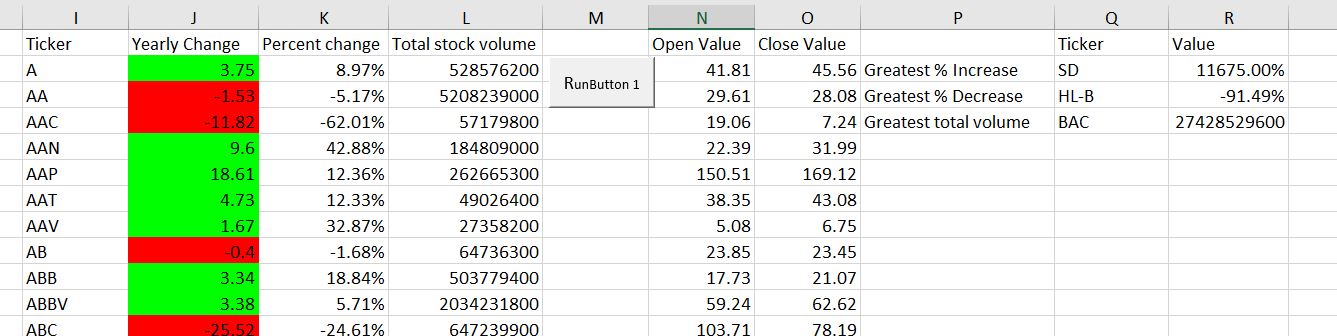 I J K L M N O P Q R
Ticker Yearly Change Percent change Total stock volume Open Value Close Value Ticker Value
A 3.75 8.97% 528576200 RunButton 1 41.81 45.56 Greatest % Increase SD 11675.00%
AA -1.53 -5.17% 5208239000 29.61 28.08 Greatest % Decrease HL-B -91.49%
AAC -11.82 -62.01% 57179800 19.06 7.24 Greatest total volume BAC 27428529600
AAN 9.6 42.88% 184809000 22.39 31.99
AAP 18.61 12.36% 262665300 150.51 169.12
AAT 4.73 12.33% 49026400 38.35 43.08
AAV 1.67 32.87% 27358200 5.08 6.75
AB -0.4 -1.68% 64736300 23.85 23.45
ABB 3.34 18.84% 503779400 17.73 21.07
ABBV 3.38 5.71% 2034231800 59.24 62.62
ABC -25.52 -24.61% 647239900 103.71 78.19